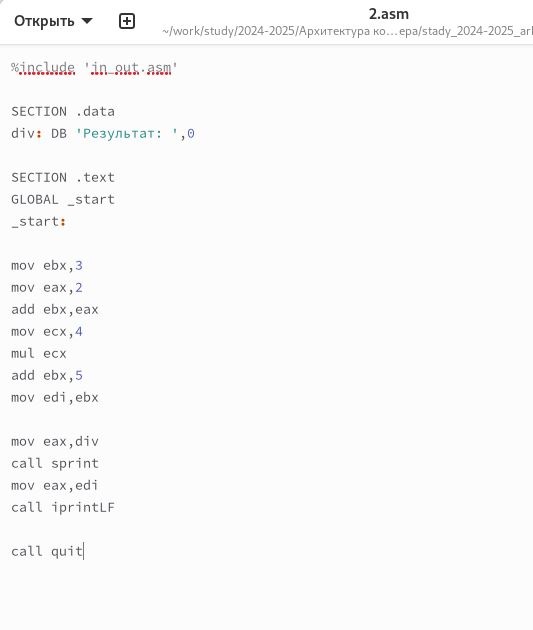 Открыть
2.asm
~/work/study/2024-2025/Архитектура ко…ера/stady_2024-2025_arl
%include 'in_out.asm'
SECTION .data
div: DB 'Результат: ',0
SECTION .text
GLOBAL _start
_start:
mov ebx,3
mov eax,2
add ebx,eax
mov ecx,4
mul ecx
add ebx,5
mov edi,ebx
mov eax,div
call sprint
mov eax,edi
call iprintLF
call quit